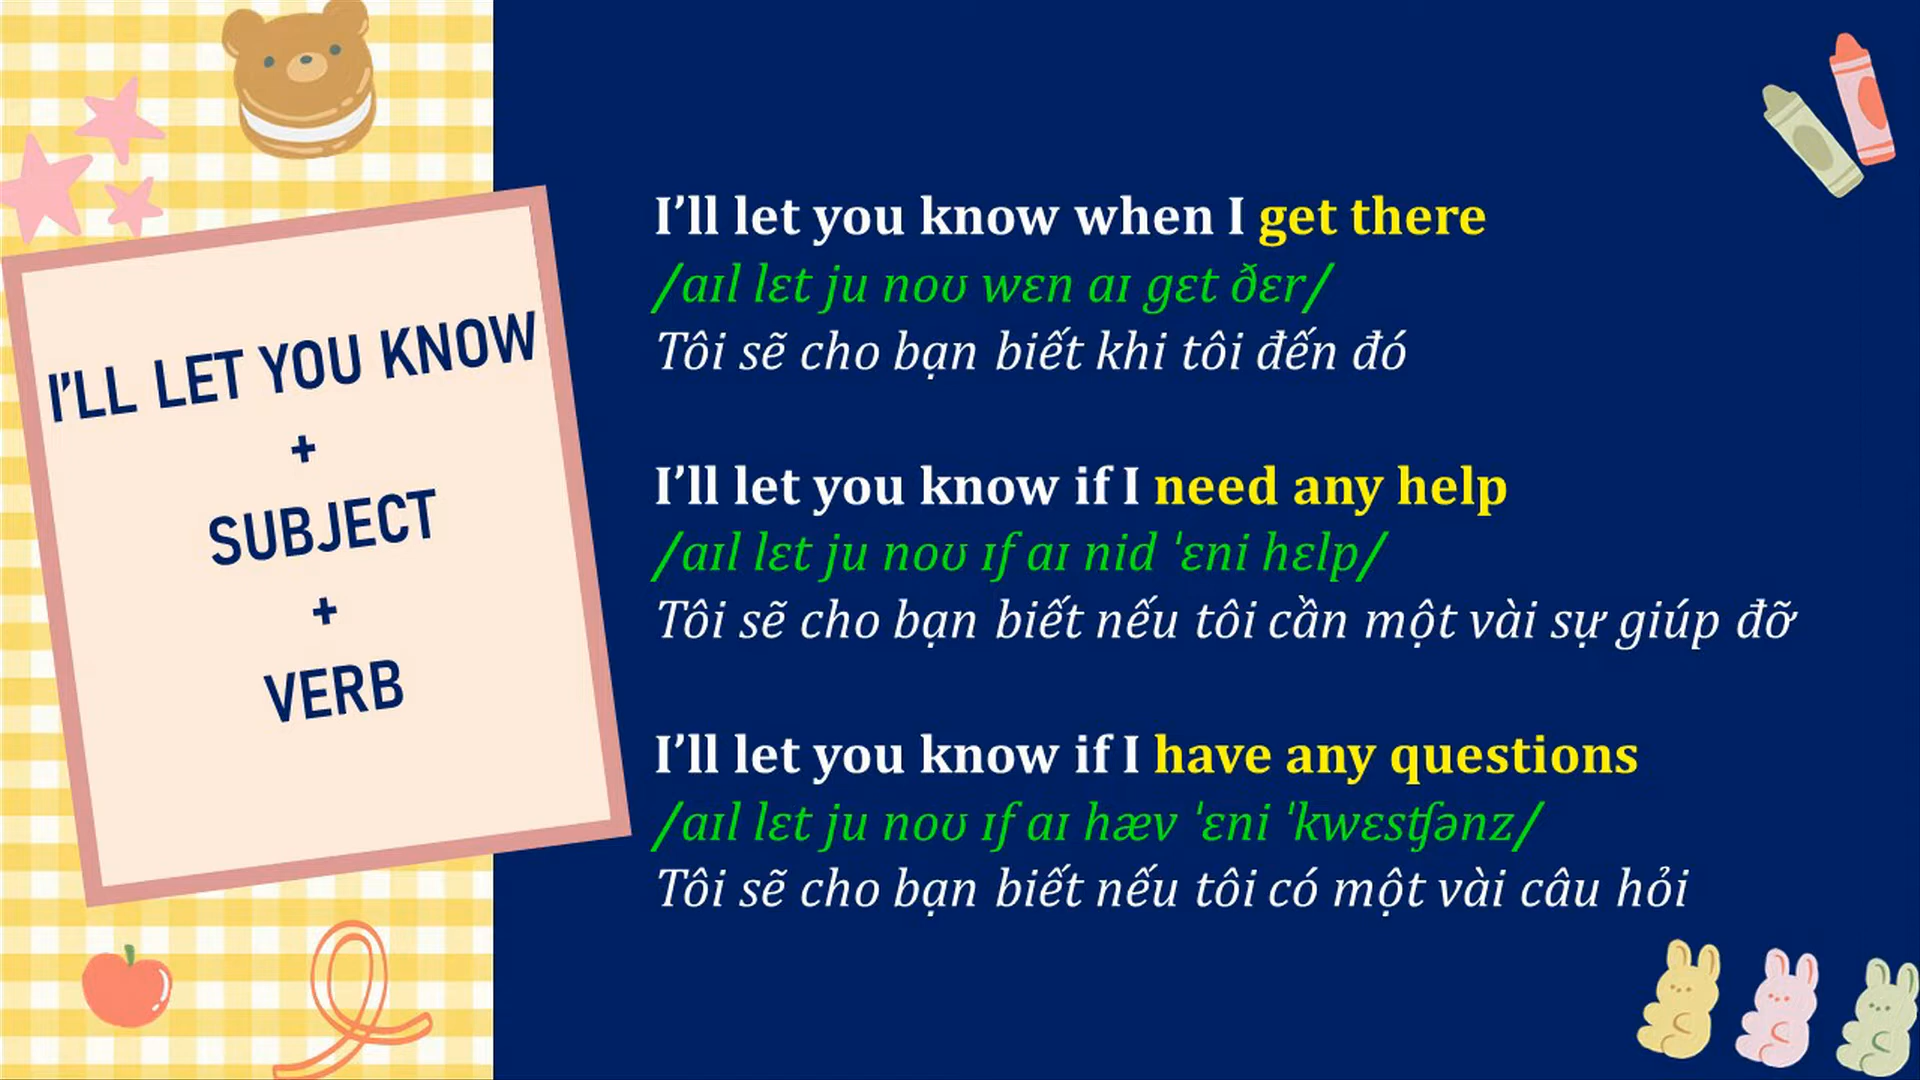 I'LL LET YOU KNOW
+
SUBJECT
+
VERB
I’ll let you know when I get there
/aɪl lɛt ju noʊ wɛn aɪ gɛt ðɛr/
Tôi sẽ cho bạn biết khi tôi đến đó
I’ll let you know if I need any help
/aɪl lɛt ju noʊ ɪf aɪ nid ˈɛni hɛlp/
Tôi sẽ cho bạn biết nếu tôi cần một vài sự giúp đỡ
I’ll let you know if I have any questions
/aɪl lɛt ju noʊ ɪf aɪ hæv ˈɛni ˈkwɛsʧənz/
Tôi sẽ cho bạn biết nếu tôi có một vài câu hỏi